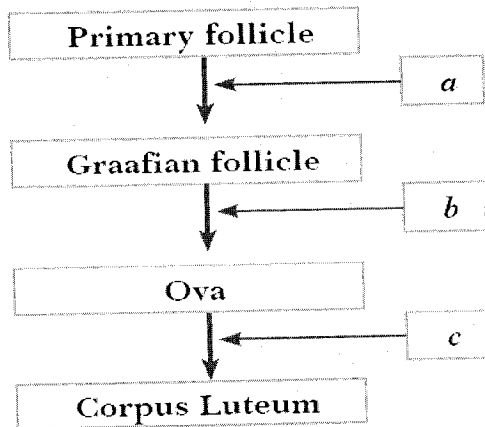 Primary follicle
a
Graafian follicle
b
Ova
c
Corpus Luteum